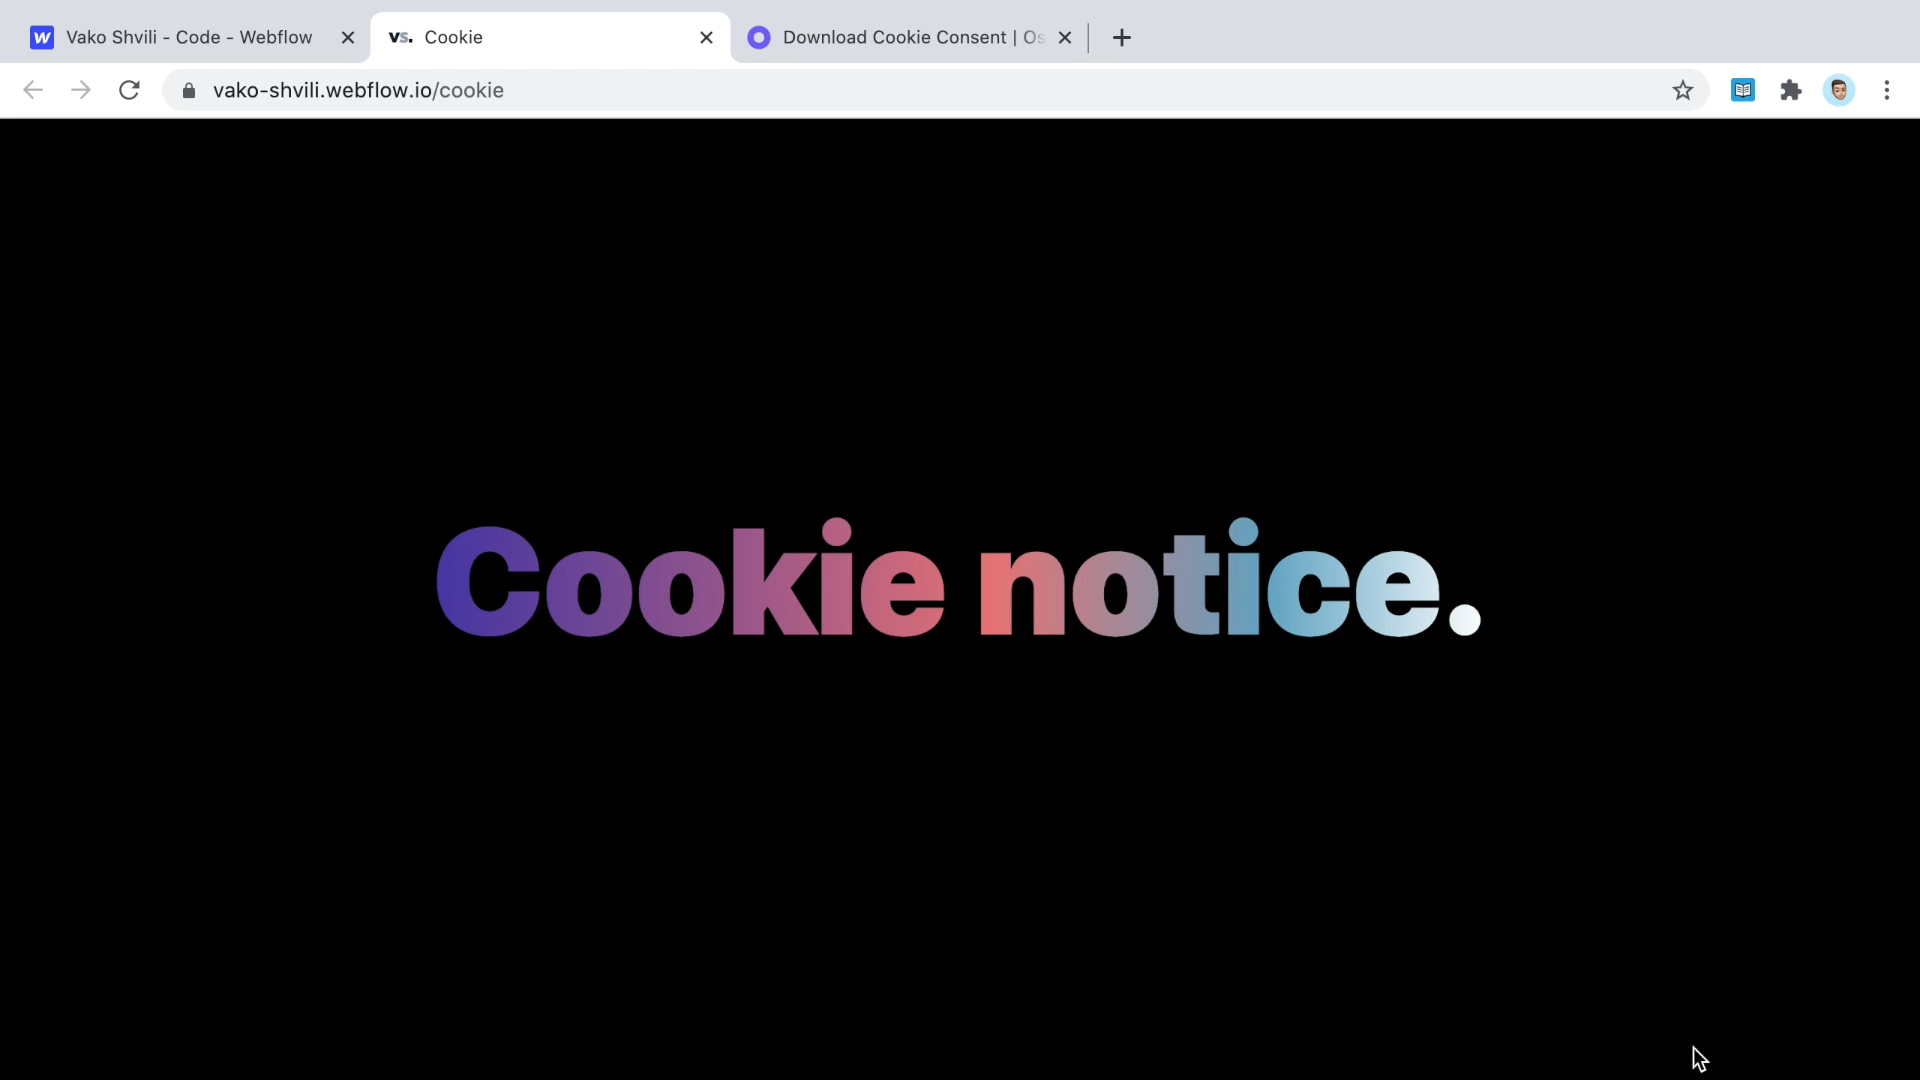 Vako Shvili - Code - Webflow
vs. Cookie
Download Cookie Consent | Os
vako-shvili.webflow.io/cookie
Cookie notice.